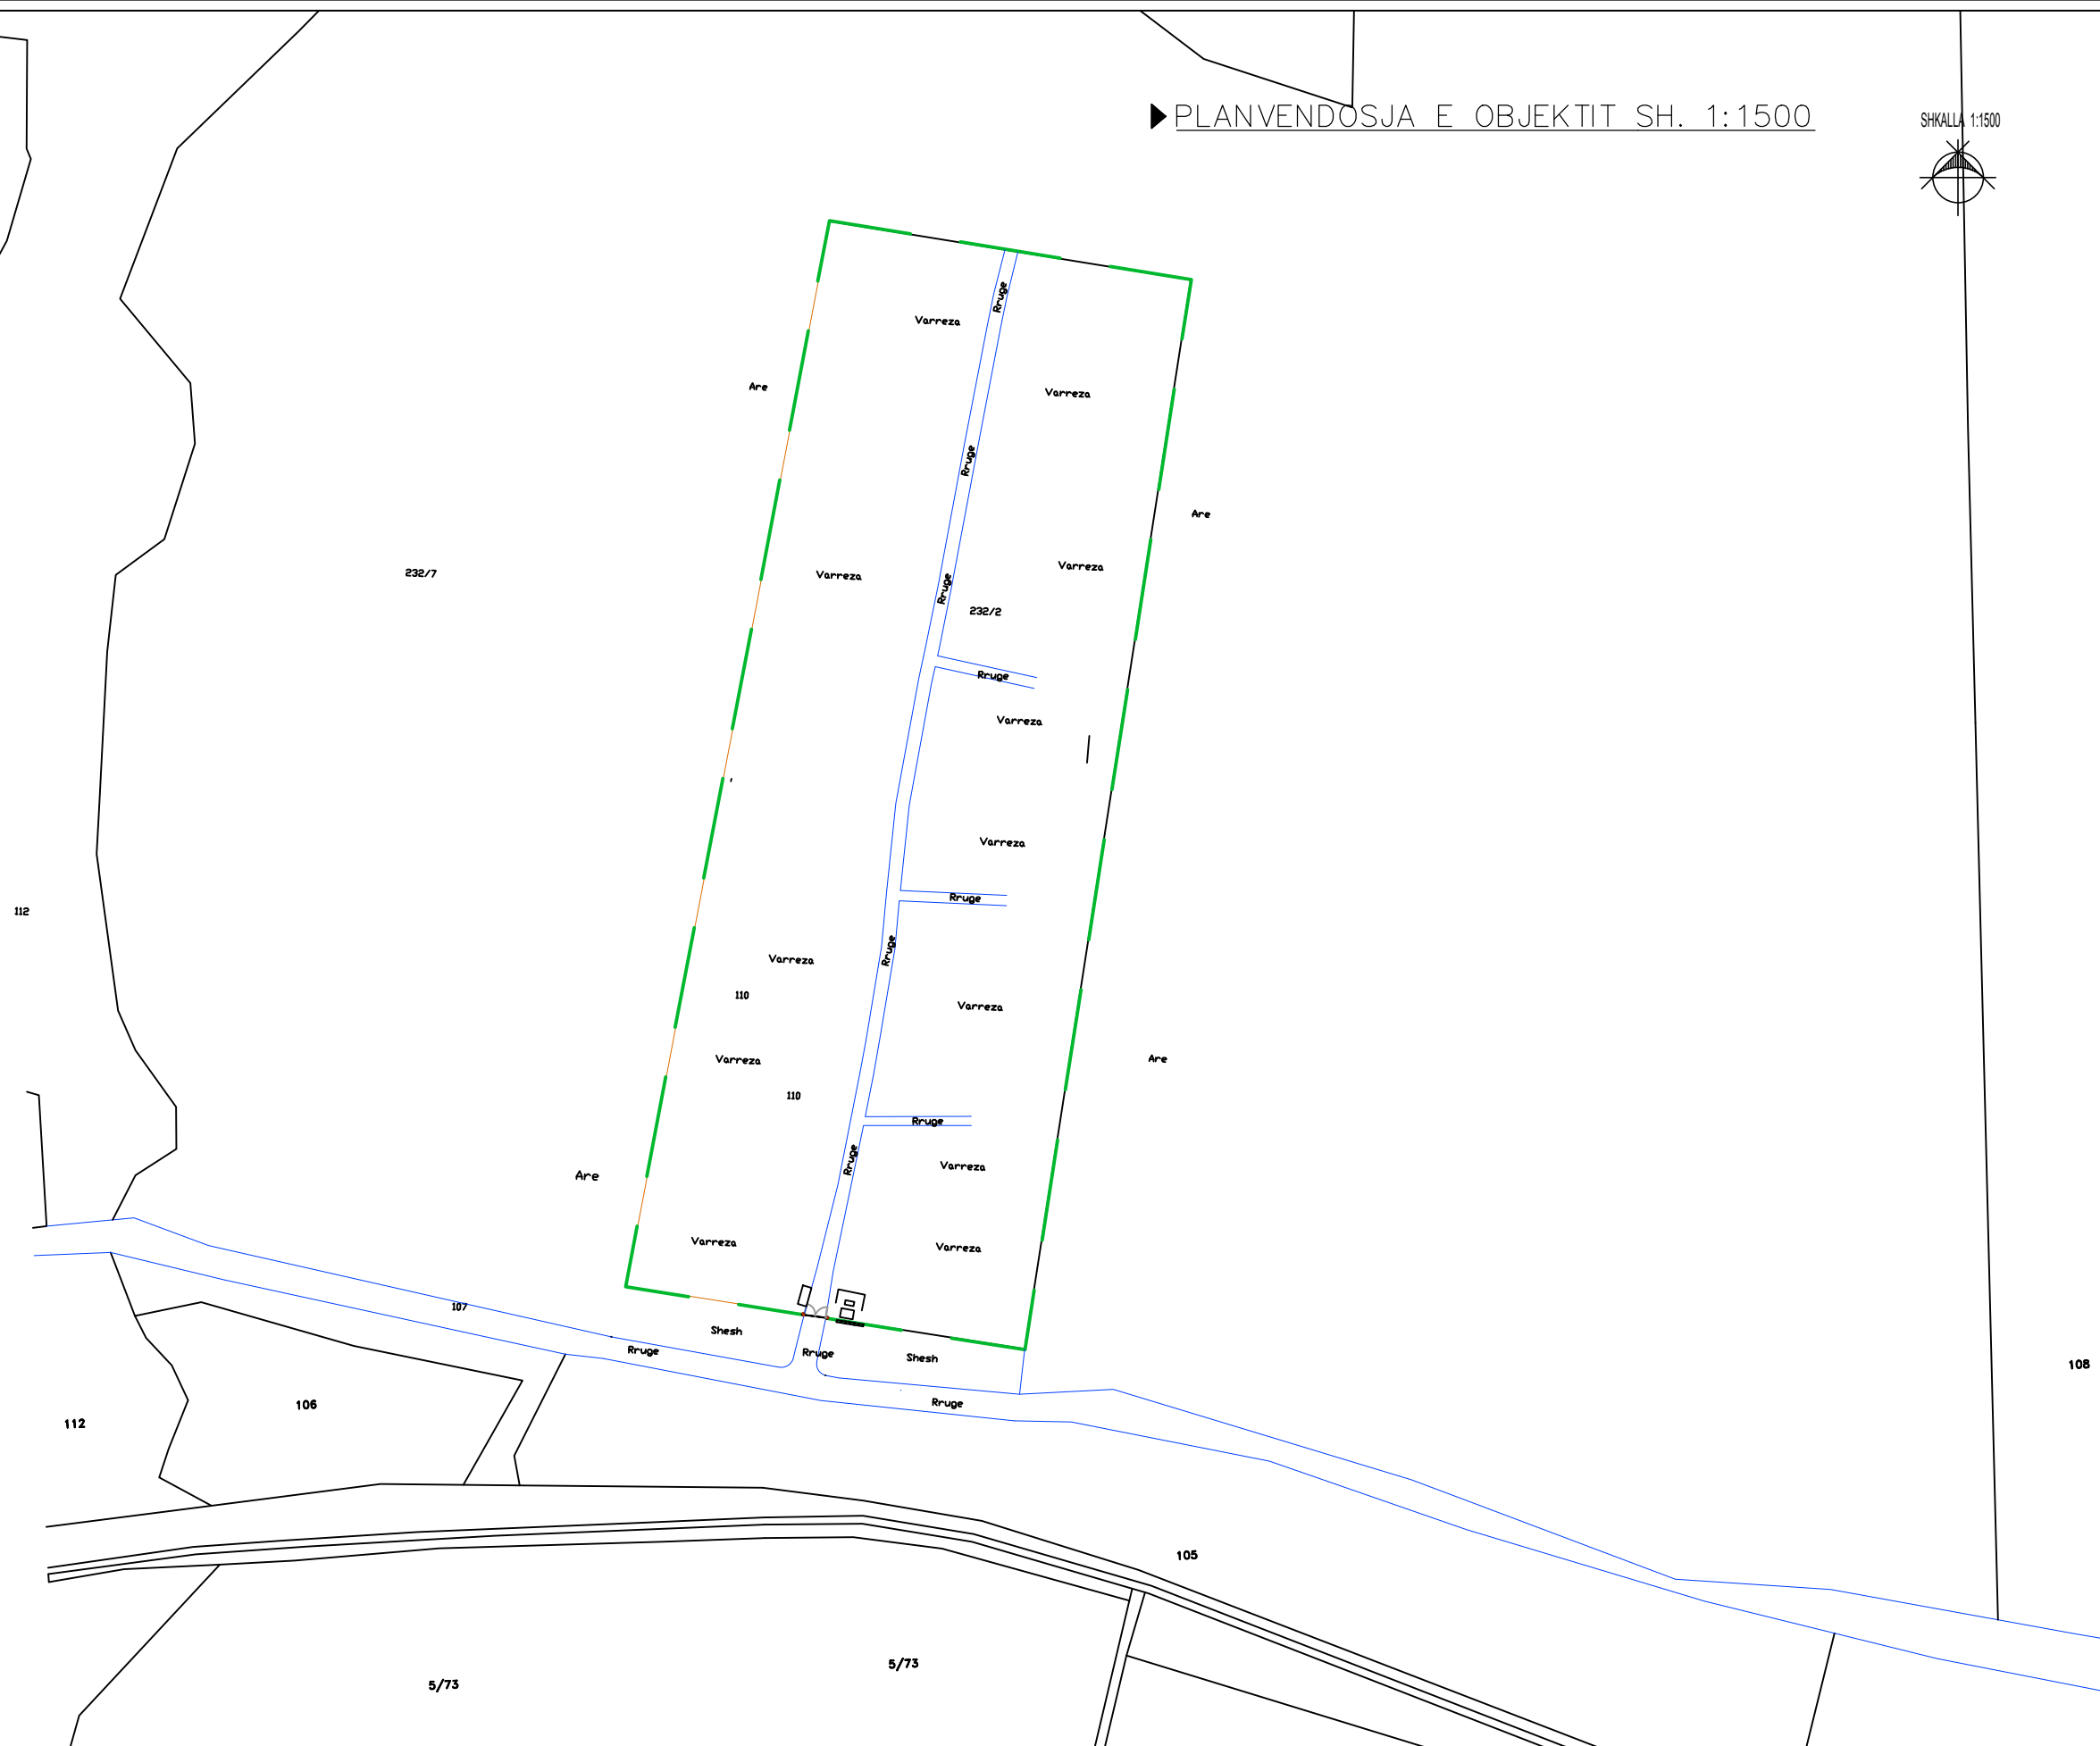 PLANVENDOSJA E OBJEKTIT SH. 1:1500
SHKALLA 1:1500
Rruge
Varreza
Are
Varreza
Rruge
Are
Varreza
232/7
Varreza
Rruge
232/2
Rruge
Varreza
Varreza
Rruge
112
Rruge
Varreza
110
Varreza
Varreza
Are
110
Rruge
Rruge
Varreza
Are
Varreza
Varreza
107
Shesh
Rruge
Rruge
Shesh
108
Rruge
106
112
105
5/73
5/73